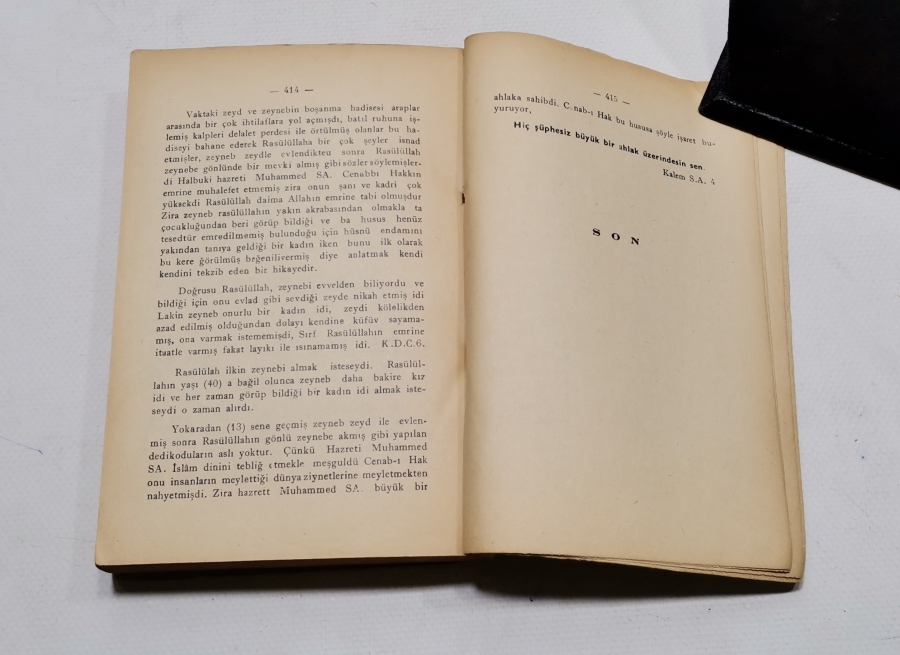 — 414 —
Vaktaki zeyd ve zeynebin boşanma hadisesi araplar
arasında bir çok ihtilaflara yol açmışdı, batıl ruhuna iş-
lemiş kalpleri delalet perdesi ile örtülmüş olanlar bu ha-
diseyi bahane ederek Rasülüllaha bir çok şeyler isnad
etmişler, zeyneb zeydle evlendikteu sonra Rasülüllah
zeynebe gönlünde bir mevki almış gibi sözler söylemişler-
di Halbuki hazreti Muhammed SA. Cenabbı Hakkın
emrine muhalefet etmemiş zira onun şanı ve kadri çok
yüksekdi Rasülüllah daima Allahın emrine tabi olmuşdur
Zira zeyneb rasülüllahın yakın akrabasından olmakla ta
çocukluğundan beri görüp bildiği ve ba husus henüz
tesedtür emredilmemiş bulunduğu için hüsnü endamını
yakından tanıya geldiği bir kadın iken bunu ilk olarak
bu kere görülmüş beğenilivermiş diye anlatmak kendi
kendini tekzib eden bir hikayedir.
Doğrusu Rasülüllah, zeynebi evvelden biliyordu ve
bildiği için onu evlad gibi sevdiği zeyde nikah etmiş idi
Lakin zeyneb onurlu bir kadın idi, zeydi kölelikden
azad edilmiş olduğundan dolayı kendine küfüv sayama-
mış, ona varmak istememişdi, Sırf Rasülüllahın emrine
itaatle varmış fakat layıkı ile ısınamamış idi. K.D.C.6.
Rasülülah ilkin zeynebi almak isteseydi. Rasülül-
lahın yaşı (40) a bağil olunca zeyneb daha bakire kız
idi ve her zaman görüp bildiği bir kadın idi almak iste-
seydi o zaman alırdı.
Yokaradan (13) sene geçmiş zeyneb zeyd ile evlen-
miş sonra Rasülüllahın gönlü zeynebe akmış gibi yapılan
dedikoduların aslı yoktur. Çünkü Hazreti Muhammed
SA. İslâm dinini tebliğ etmekle meşguldü Cenab-ı Hak
onu insanların meylettiği dünya ziynetlerine meyletmekten
nahyetmişdi. Zira hazrett Muhammed SA. büyük bir
— 415 —
ahlaka sahibdi. C.nab-ı Hak bu hususa şöyle işaret bu-
yuruyor,
Hiç şüphesiz büyük bir ahlak üzerindesin sen.
Kalem S.A. 4
SON